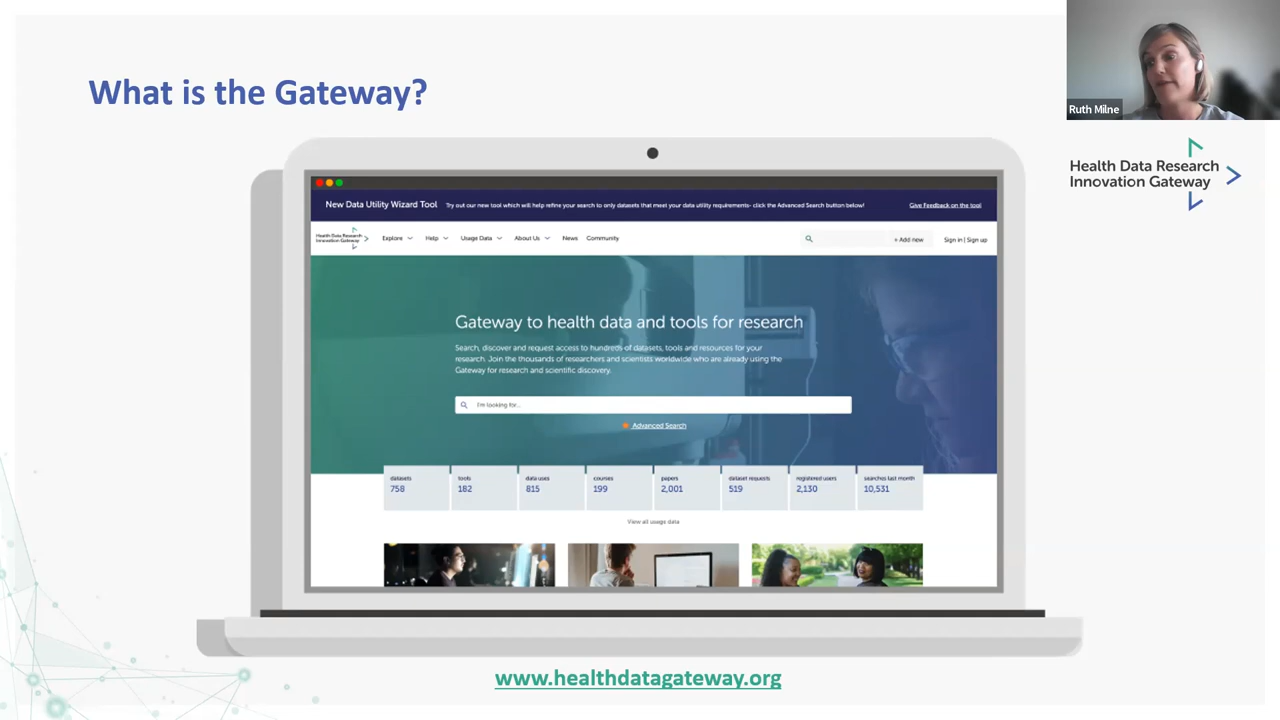 What is the Gateway?
Ruth Milne
Health Data Research
Innovation Gateway
New Data Utility Wizard Tool
Try out our new tool which will help refine your search to only datasets that meet your data utility requirements- click the Advanced Search button below!
Give Feedback on the tool
Health Data Research
Innovation Gateway
Explore
Help
Usage Data
About Us
News
Community
+ Add new
Sign in | Sign up
Gateway to health data and tools for research
Search, discover and request access to hundreds of datasets, tools and resources for your
research. Join the thousands of researchers and scientists worldwide who are already using the
Gateway for research and scientific discovery.
I'm looking for...
Advanced Search
datasets
758
tools
182
data uses
815
courses
199
papers
2,001
dataset requests
519
registered users
2,130
searches last month
10,531
View all usage data
www.healthdatagateway.org